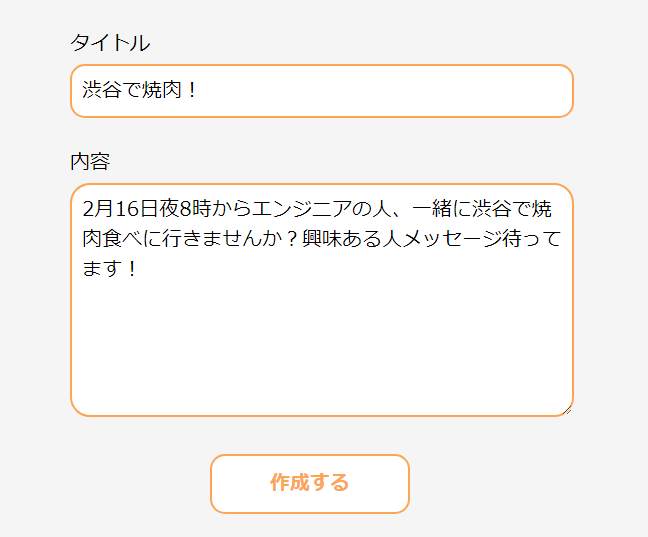 タイトル
渋谷で焼肉！
内容
2月16日夜8時からエンジニアの人、一緒に渋谷で焼
肉食べに行きませんか？興味ある人メッセージ待って
ます！
作成する